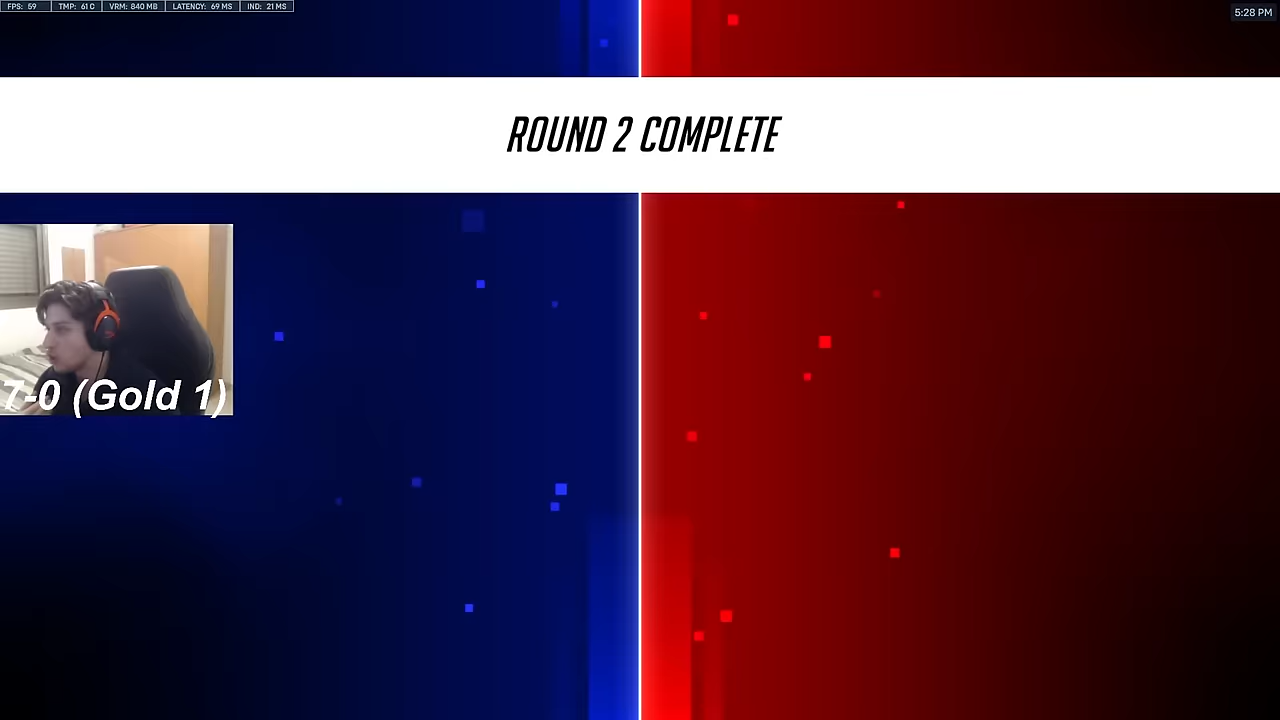 FPS: 59 TMP: 61 C VRM: 840 MB LATENCY: 69 MS IND: 21 MS
5:28 PM
ROUND 2 COMPLETE
7-0 (Gold 1)